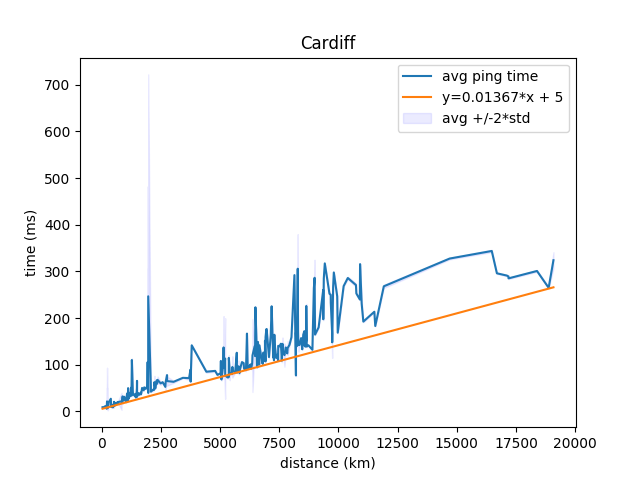 Cardiff
avg ping time
y=0.01367*x + 5
avg +/-2*std
time (ms)
700
600
500
400
300
200
100
0
0 2500 5000 7500 10000 12500 15000 17500 20000
distance (km)